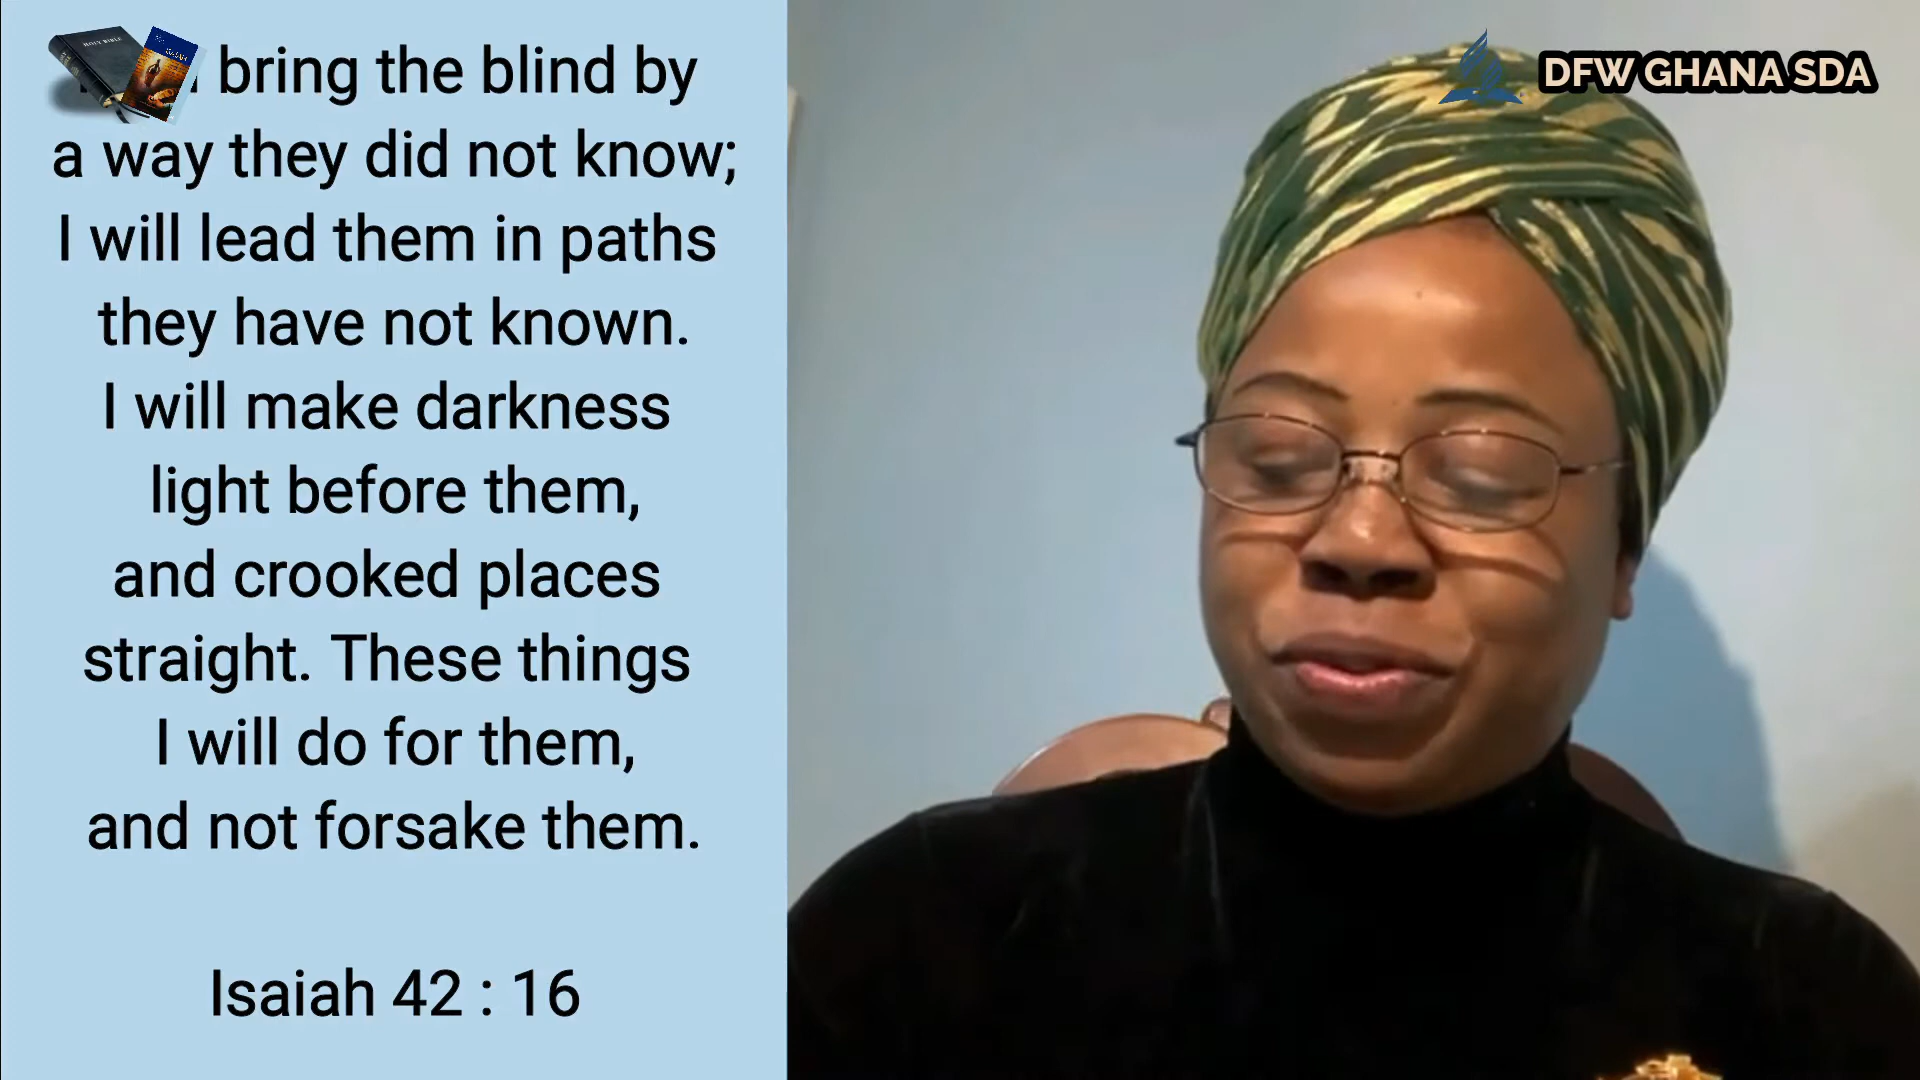 bring the blind by
a way they did not know;
I will lead them in paths
they have not known.
I will make darkness
light before them,
and crooked places
straight. These things
I will do for them,
and not forsake them.
Isaiah 42 : 16
HOLY BIBLE
DFW GHANA SDA